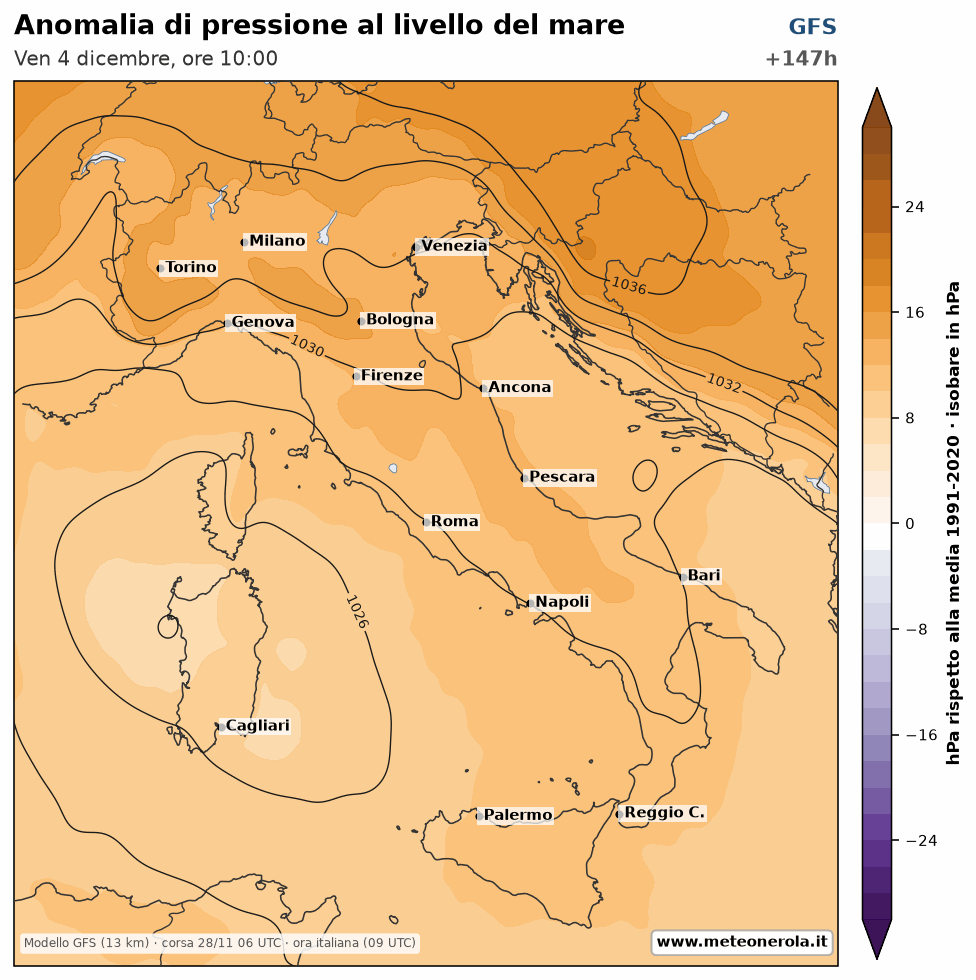 Anomalia di pressione al livello del mare
GFS
Ven 4 dicembre, ore 10:00
+147h
Milano
Venezia
Torino
1036
Genova
Bologna
1030
Firenze
Ancona
1032
Pescara
Roma
Bari
Napoli
1026
Cagliari
Palermo
Reggio C.
24
16
8
0
−8
−16
−24
hPa rispetto alla media 1991-2020 · isobare in hPa
Modello GFS (13 km) · corsa 28/11 06 UTC · ora italiana (09 UTC)
www.meteonerola.it